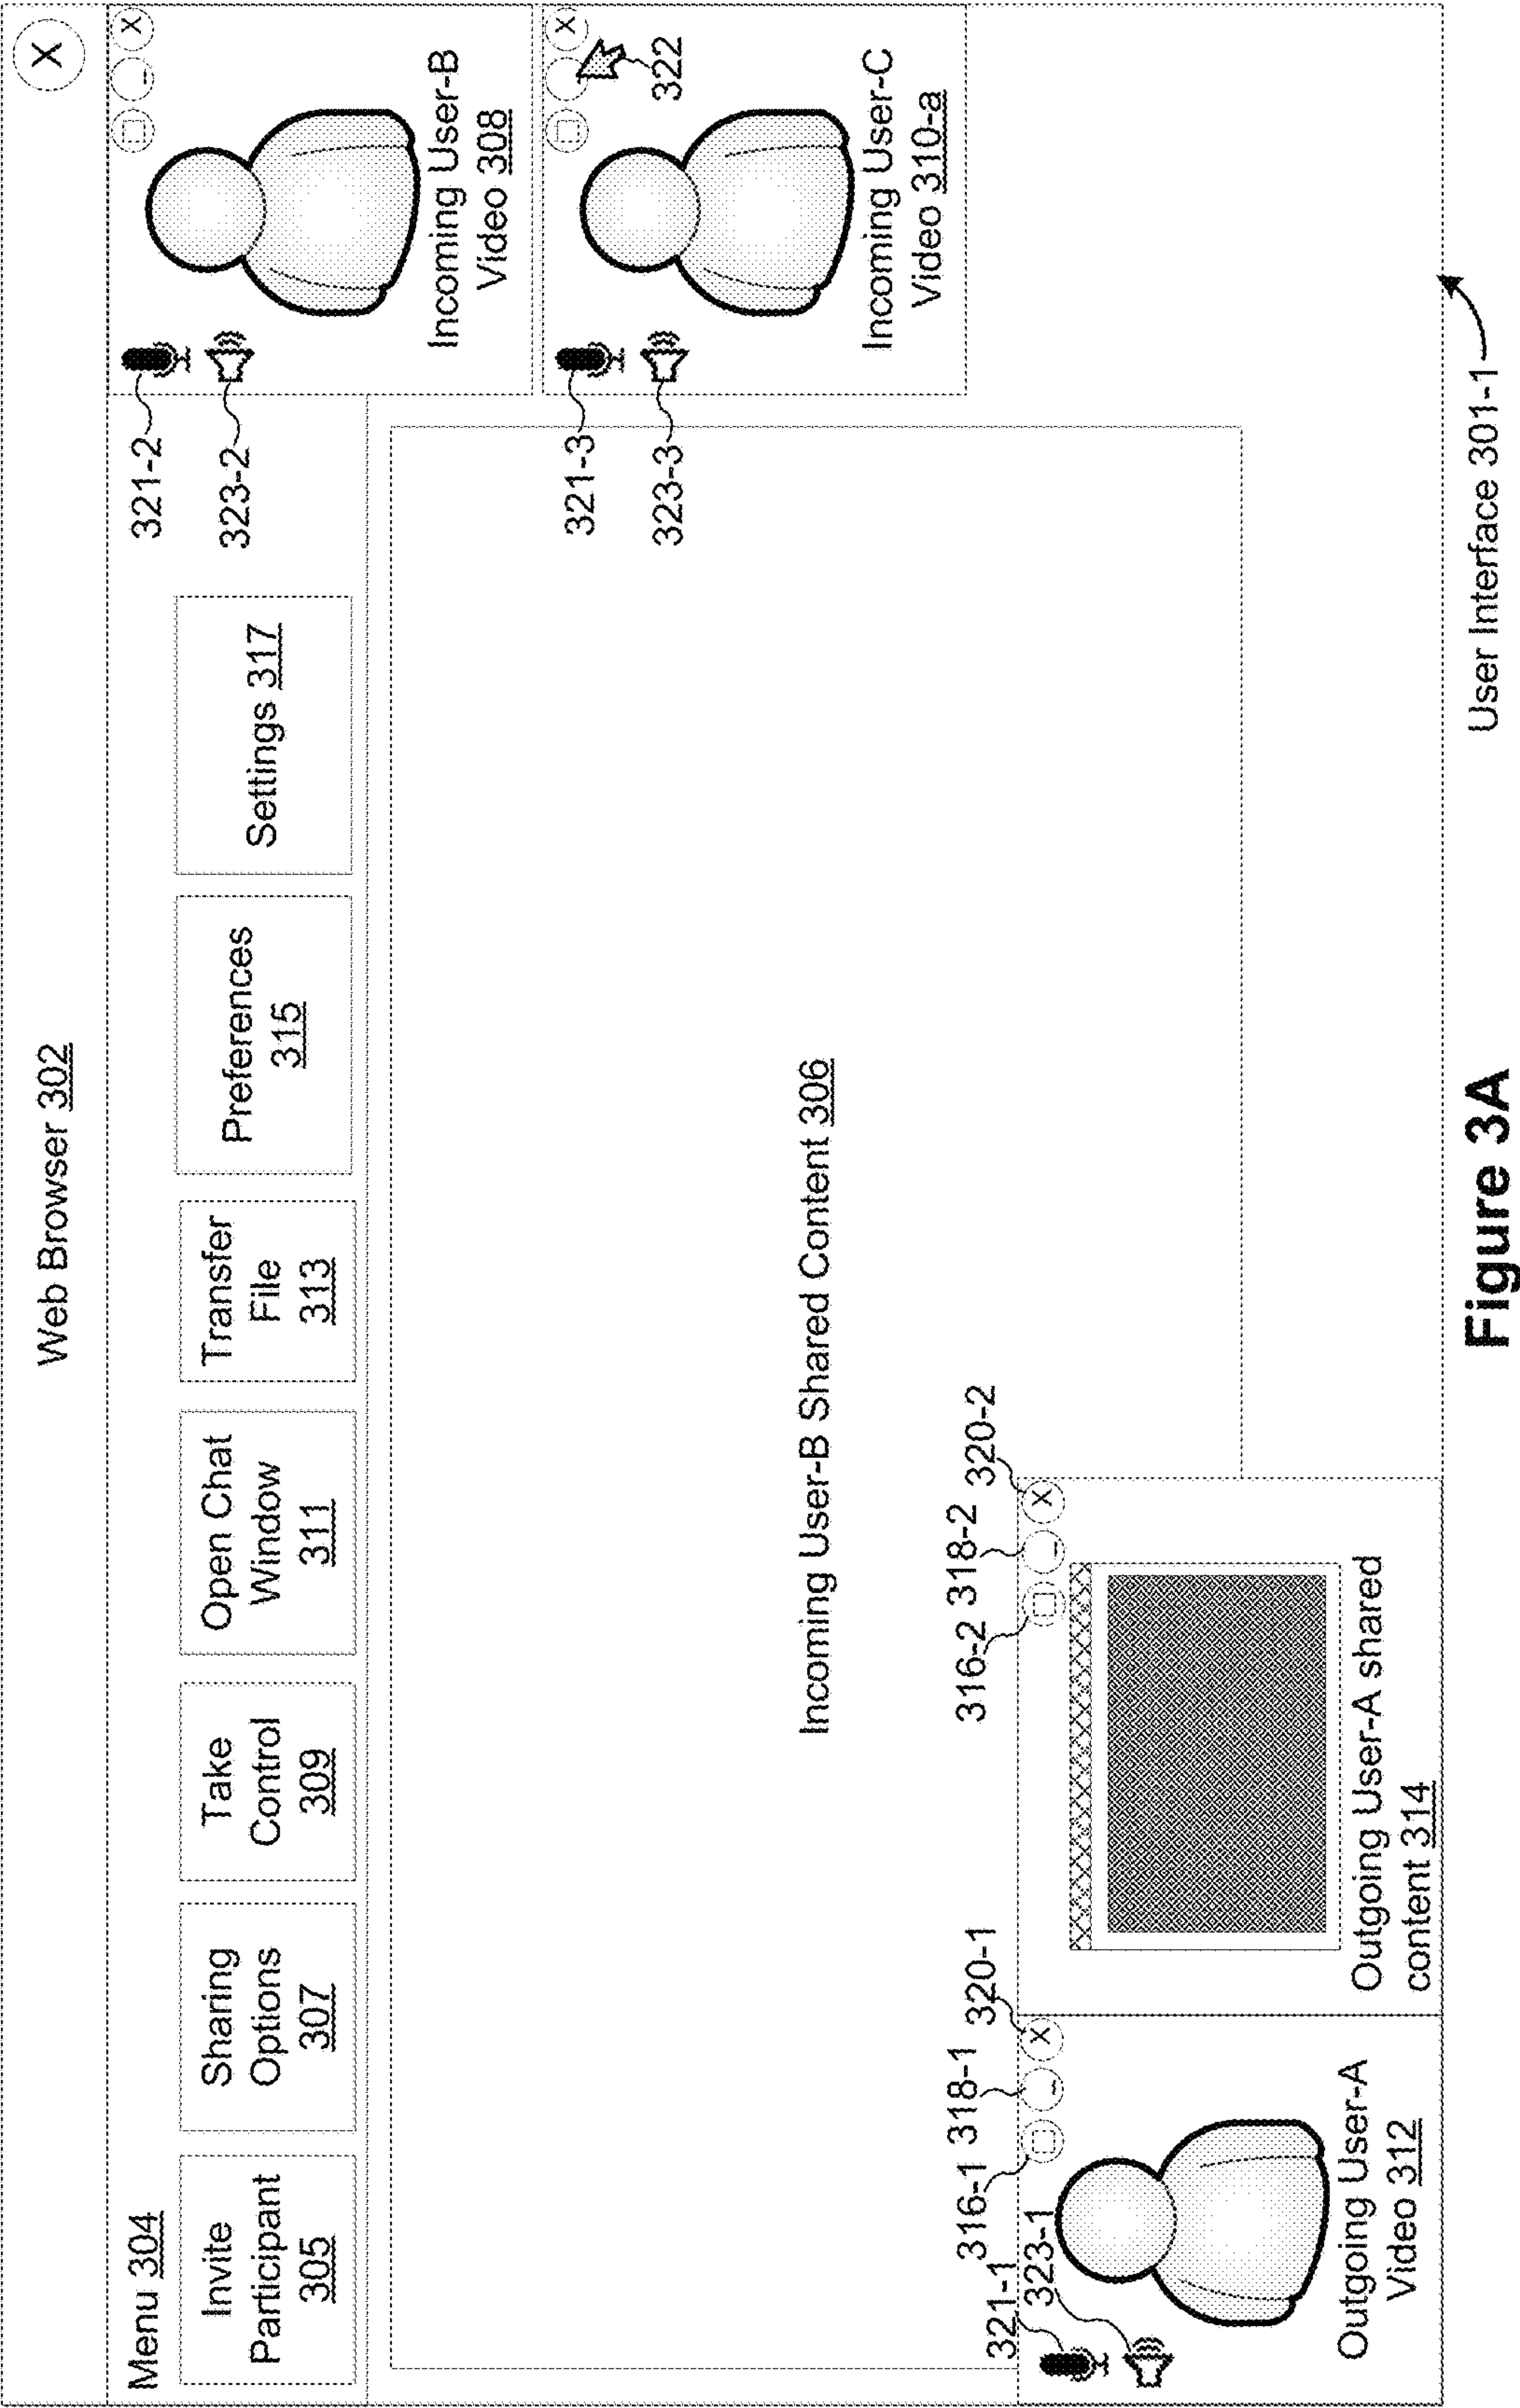 Web Browser 302
X
Menu 304
Invite
Participant
305
Sharing
Options
307
Take
Control
309
Open Chat
Window
311
Transfer
File
313
Preferences
315
Settings 317
321-2
323-2
X
Incoming User-B
Video 308
321-3
323-3
X
322
Incoming User-C
Video 310-a
Incoming User-B Shared Content 306
321-1
323-1
316-1
318-1
320-1
X
Outgoing User-A
Video 312
316-2
318-2
320-2
X
Outgoing User-A shared
content 314
User Interface 301-1
Figure 3A